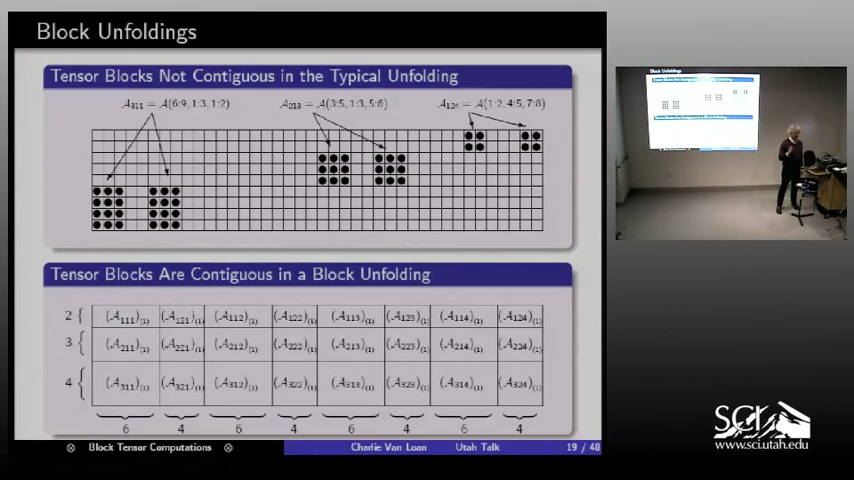 Block Unfoldings
Tensor Blocks Not Contiguous in the Typical Unfolding
𝒜₃₁₁ = 𝒜(6:9, 1:3, 1:2) 𝒜₂₁₃ = 𝒜(3:5, 1:3, 5:6) 𝒜₁₂₄ = 𝒜(1:2, 4:5, 7:8)
Tensor Blocks Are Contiguous in a Block Unfolding
2 { (𝒜₁₁₁)₍₁₎ (𝒜₁₂₁)₍₁₎ (𝒜₁₁₂)₍₁₎ (𝒜₁₂₂)₍₁₎ (𝒜₁₁₃)₍₁₎ (𝒜₁₂₃)₍₁₎ (𝒜₁₁₄)₍₁₎ (𝒜₁₂₄)₍₁₎
3 { (𝒜₂₁₁)₍₁₎ (𝒜₂₂₁)₍₁₎ (𝒜₂₁₂)₍₁₎ (𝒜₂₂₂)₍₁₎ (𝒜₂₁₃)₍₁₎ (𝒜₂₂₃)₍₁₎ (𝒜₂₁₄)₍₁₎ (𝒜₂₂₄)₍₁₎
4 { (𝒜₃₁₁)₍₁₎ (𝒜₃₂₁)₍₁₎ (𝒜₃₁₂)₍₁₎ (𝒜₃₂₂)₍₁₎ (𝒜₃₁₃)₍₁₎ (𝒜₃₂₃)₍₁₎ (𝒜₃₁₄)₍₁₎ (𝒜₃₂₄)₍₁₎
6 4 6 4 6 4 6 4
Block Tensor Computations Charlie Van Loan Utah Talk 19 / 48
Block Unfoldings
SCI
www.sci.utah.edu